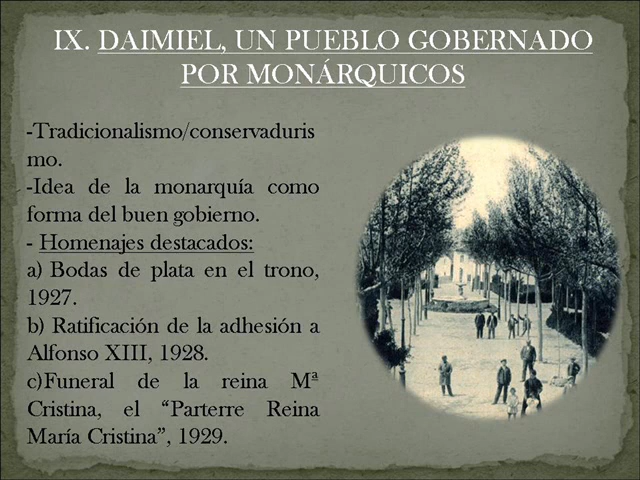 IX. DAIMIEL, UN PUEBLO GOBERNADO
POR MONÁRQUICOS
-Tradicionalismo/conservaduris
mo.
-Idea de la monarquía como
forma del buen gobierno.
- Homenajes destacados:
a) Bodas de plata en el trono,
1927.
b) Ratificación de la adhesión a
Alfonso XIII, 1928.
c)Funeral de la reina Mª
Cristina, el “Parterre Reina
María Cristina”, 1929.